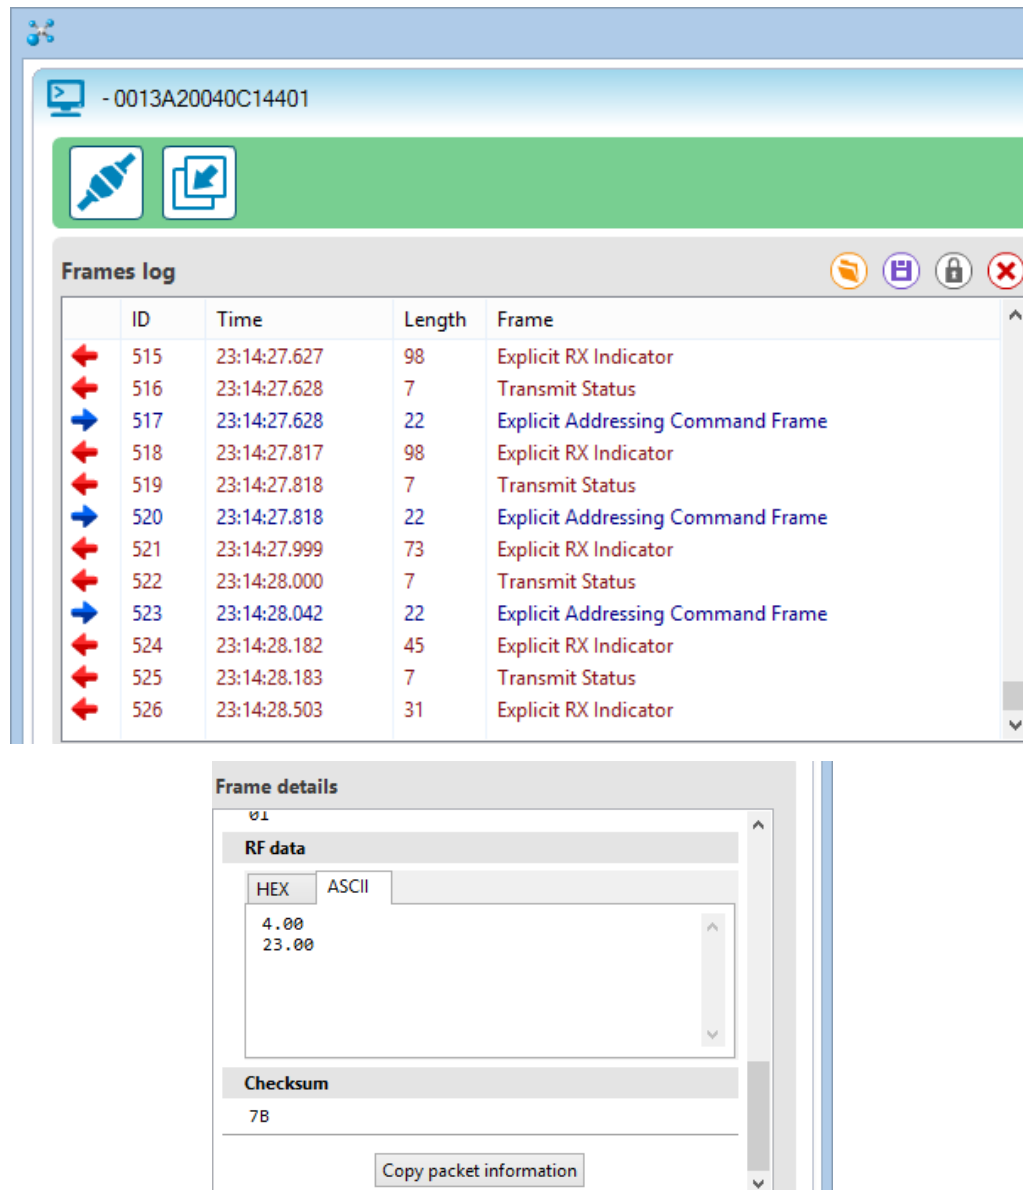 - 0013A20040C14401
Frames log
ID Time Length Frame
515 23:14:27.627 98 Explicit RX Indicator
516 23:14:27.628 7 Transmit Status
517 23:14:27.628 22 Explicit Addressing Command Frame
518 23:14:27.817 98 Explicit RX Indicator
519 23:14:27.818 7 Transmit Status
520 23:14:27.818 22 Explicit Addressing Command Frame
521 23:14:27.999 73 Explicit RX Indicator
522 23:14:28.000 7 Transmit Status
523 23:14:28.042 22 Explicit Addressing Command Frame
524 23:14:28.182 45 Explicit RX Indicator
525 23:14:28.183 7 Transmit Status
526 23:14:28.503 31 Explicit RX Indicator
Frame details
01
RF data
HEX ASCII
4.00
23.00
Checksum
7B
Copy packet information